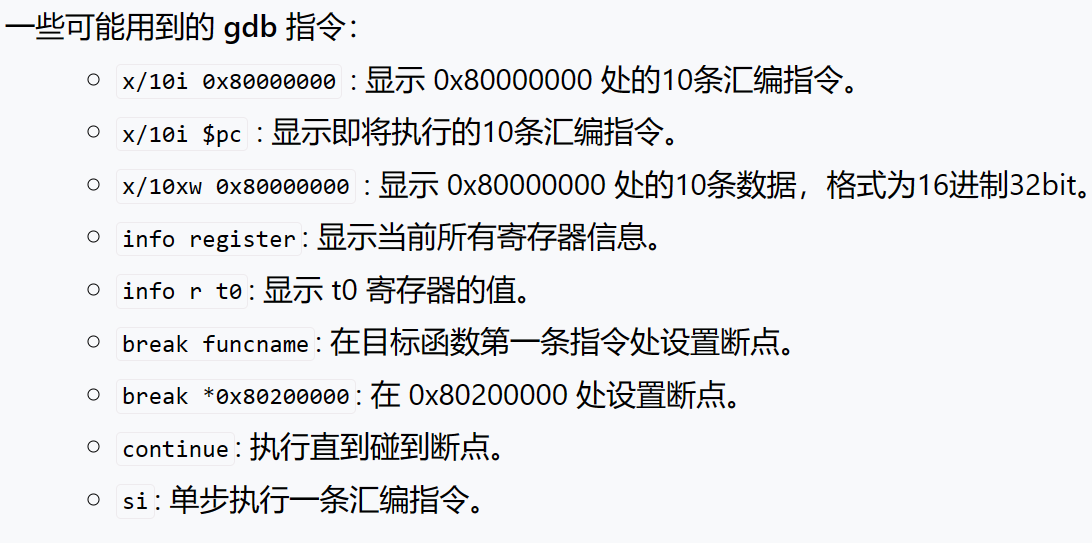 一些可能用到的 gdb 指令：
x/10i 0x80000000 : 显示 0x80000000 处的10条汇编指令。
x/10i $pc : 显示即将执行的10条汇编指令。
x/10xw 0x80000000 : 显示 0x80000000 处的10条数据，格式为16进制32bit。
info register: 显示当前所有寄存器信息。
info r t0: 显示 t0 寄存器的值。
break funcname: 在目标函数第一条指令处设置断点。
break *0x80200000: 在 0x80200000 处设置断点。
continue: 执行直到碰到断点。
si: 单步执行一条汇编指令。